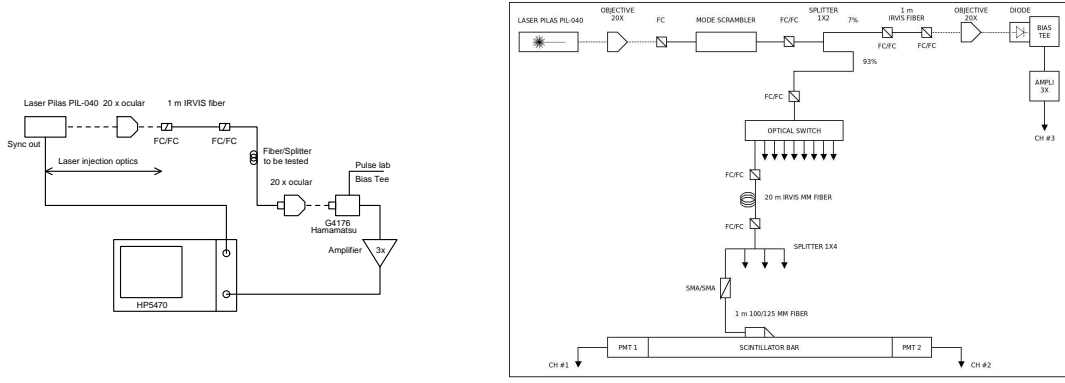 Laser Pilas PIL-040 20 x ocular 1 m IRVIS fiber
Sync out
FC/FC FC/FC
Laser injection optics
Fiber/Splitter
to be tested
20 x ocular
Pulse lab
Bias Tee
G4176
Hamamatsu
Amplifier 3x
HP5470
LASER PILAS PIL-040
OBJECTIVE
20X
FC
MODE SCRAMBLER
FC/FC
SPLITTER
1X2
7%
1 m
IRVIS FIBER
FC/FC
FC/FC
OBJECTIVE
20X
DIODE
BIAS
TEE
93%
AMPLI
3X
CH #3
FC/FC
OPTICAL SWITCH
FC/FC
20 m IRVIS MM FIBER
FC/FC
SPLITTER 1X4
SMA/SMA
1 m 100/125 MM FIBER
PMT 1
SCINTILLATOR BAR
PMT 2
CH #1
CH #2